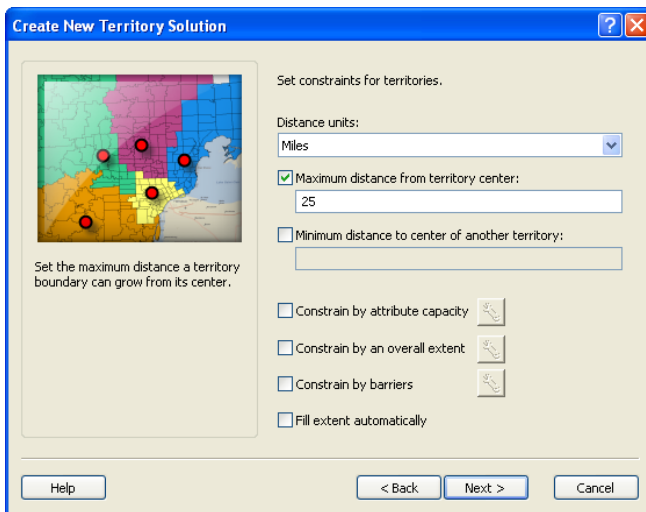 Create New Territory Solution
Set the maximum distance a territory
boundary can grow from its center.
Set constraints for territories.
Distance units:
Miles
Maximum distance from territory center:
25
Minimum distance to center of another territory:
Constrain by attribute capacity
Constrain by an overall extent
Constrain by barriers
Fill extent automatically
Help
< Back
Next >
Cancel